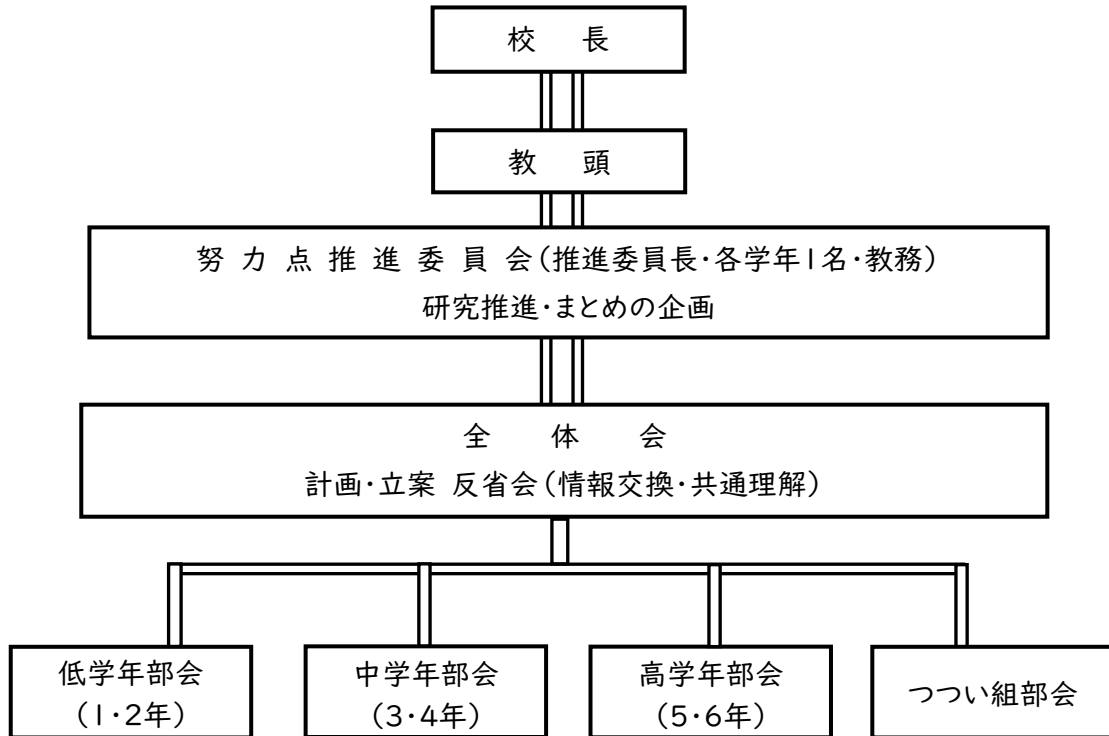 校　長
教　頭
努 力 点 推 進 委 員 会(推進委員長・各学年1名・教務)
研究推進・まとめの企画
全　体　会
計画・立案 反省会(情報交換・共通理解)
低学年部会
(1・2年)
中学年部会
(3・4年)
高学年部会
(5・6年)
つつい組部会